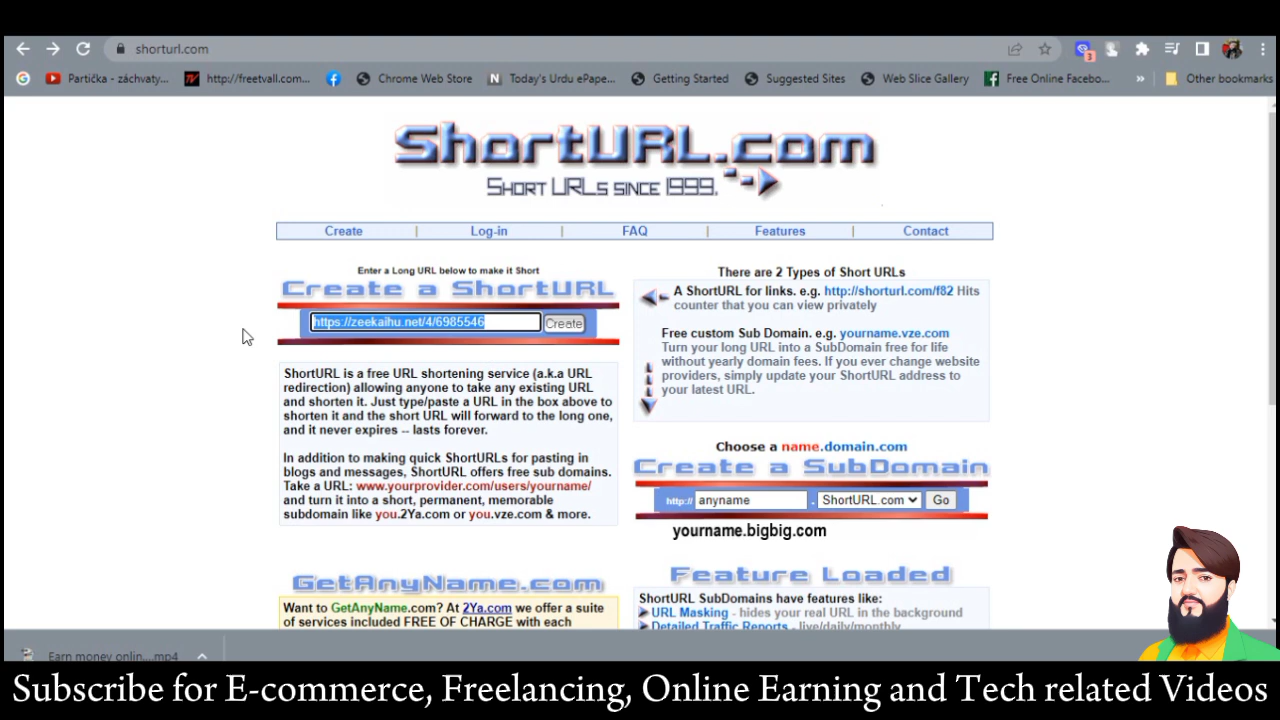 shorturl.com
Partička - záchvaty...
http://freetvall.com...
Chrome Web Store
Today's Urdu ePape...
Getting Started
Suggested Sites
Web Slice Gallery
Free Online Facebo...
»
Other bookmarks
ShortURL.com
Short URLs since 1999.
Create | Log-in | FAQ | Features | Contact
Enter a Long URL below to make it Short
Create a ShortURL
https://zeekaihu.net/4/6985546 Create
ShortURL is a free URL shortening service (a.k.a URL
redirection) allowing anyone to take any existing URL
and shorten it. Just type/paste a URL in the box above to
shorten it and the short URL will forward to the long one,
and it never expires -- lasts forever.
In addition to making quick ShortURLs for pasting in
blogs and messages, ShortURL offers free sub domains.
Take a URL: www.yourprovider.com/users/yourname/
and turn it into a short, permanent, memorable
subdomain like you.2Ya.com or you.vze.com & more.
GetAnyName.com
Want to GetAnyName.com? At 2Ya.com we offer a suite
of services included FREE OF CHARGE with each
There are 2 Types of Short URLs
A ShortURL for links. e.g. http://shorturl.com/f82 Hits
counter that you can view privately
Free custom Sub Domain. e.g. yourname.vze.com
Turn your long URL into a SubDomain free for life
without yearly domain fees. If you ever change website
providers, simply update your ShortURL address to
your latest URL.
Choose a name.domain.com
Create a SubDomain
http:// anyname . ShortURL.com Go
yourname.bigbig.com
Feature Loaded
ShortURL SubDomains have features like:
URL Masking - hides your real URL in the background
Detailed Traffic Reports - live/daily/monthly
Earn money onlin....mp4
Subscribe for E-commerce, Freelancing, Online Earning and Tech related Videos